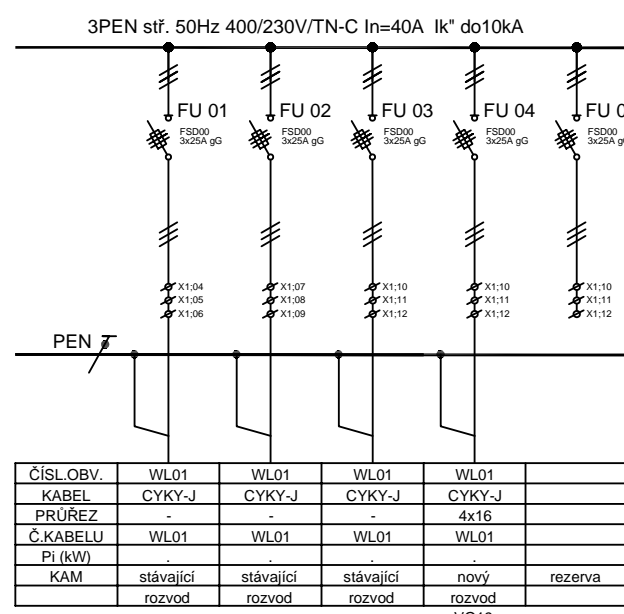 3PEN stř. 50Hz 400/230V/TN-C In=40A Ik" do10kA
FU 01 FU 02 FU 03 FU 04 FU 0
FSD00 FSD00 FSD00 FSD00 FSD00
3x25A gG 3x25A gG 3x25A gG 3x25A gG 3x25A g
X1;04 X1;07 X1;10 X1;10 X1;10
X1;05 X1;08 X1;11 X1;11 X1;11
X1;06 X1;09 X1;12 X1;12 X1;12
PEN
ČÍSL.OBV. WL01 WL01 WL01 WL01
KABEL CYKY-J CYKY-J CYKY-J CYKY-J
PRŮŘEZ - - - 4x16
Č.KABELU WL01 WL01 WL01 WL01
Pi (kW) . . . .
KAM stávající stávající stávající nový rezerva
rozvod rozvod rozvod rozvod